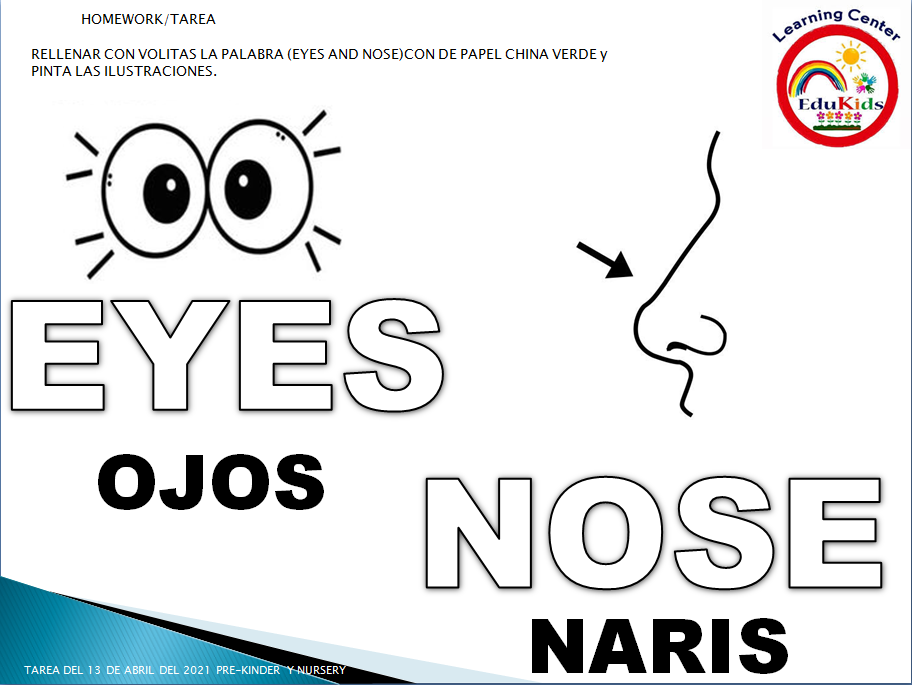 HOMEWORK/TAREA
RELLENAR CON VOLITAS LA PALABRA (EYES AND NOSE)CON DE PAPEL CHINA VERDE y
PINTA LAS ILUSTRACIONES.
Learning Center
EduKids
EYES
OJOS
NOSE
NARIS
TAREA DEL 13 DE ABRIL DEL 2021 PRE-KINDER Y NURSERY